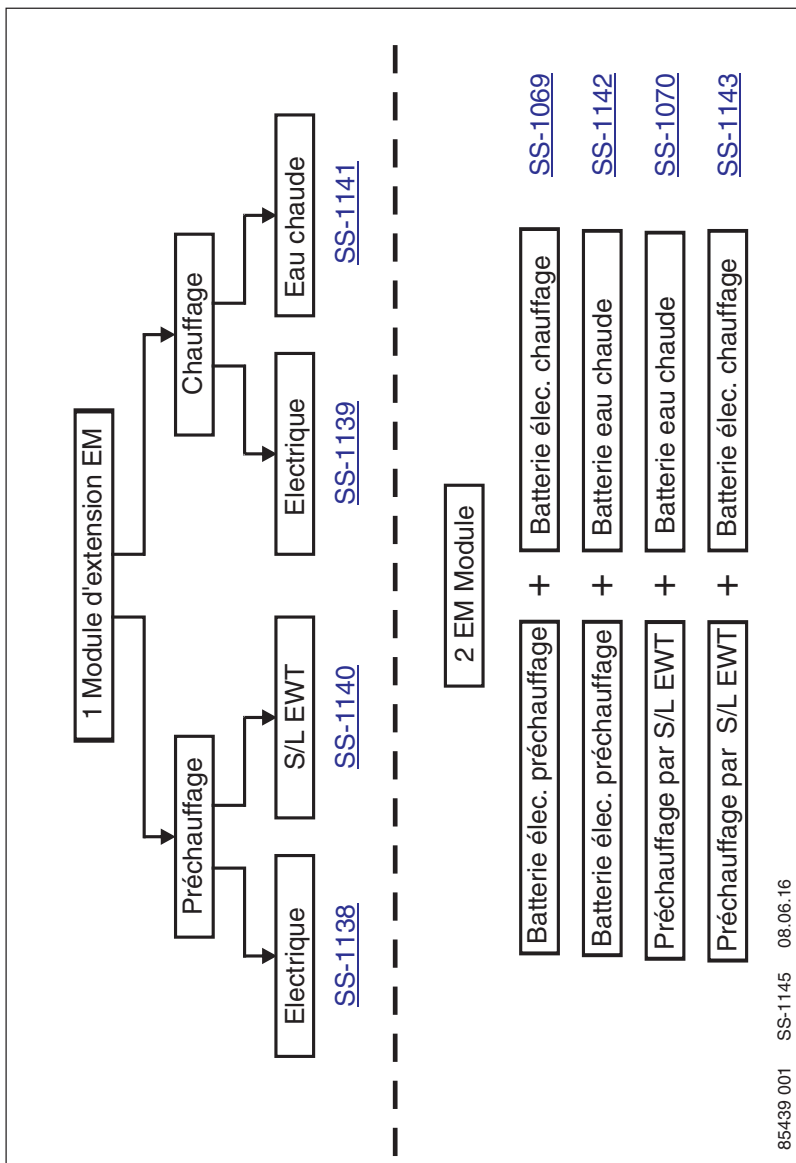 1 Module d'extension EM
Préchauffage
Chauffage
Electrique
S/L EWT
Electrique
Eau chaude
SS-1138
SS-1140
SS-1139
SS-1141
2 EM Module
Batterie élec. préchauffage + Batterie élec. chauffage SS-1069
Batterie élec. préchauffage + Batterie eau chaude SS-1142
Préchauffage par S/L EWT + Batterie eau chaude SS-1070
Préchauffage par S/L EWT + Batterie élec. chauffage SS-1143
85439 001 SS-1145 08.06.16